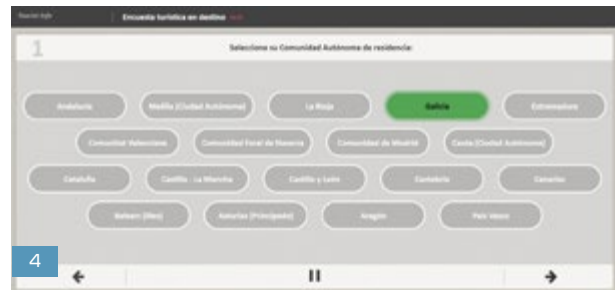 Encuesta turística en destino
1
Seleccione su Comunidad Autónoma de residencia:
Andalucía
Melilla (Ciudad Autónoma)
La Rioja
Galicia
Extremadura
Comunitat Valenciana
Comunidad Foral de Navarra
Comunidad de Madrid
Ceuta (Ciudad Autónoma)
Cataluña
Castilla - La Mancha
Castilla y León
Cantabria
Canarias
Balears (Illes)
Asturias (Principado)
Aragón
País Vasco
4